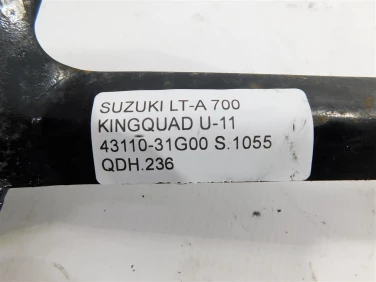 SUZUKI LT-A 700
KINGQUAD U-11
43110-31G00 S.1055
QDH.236